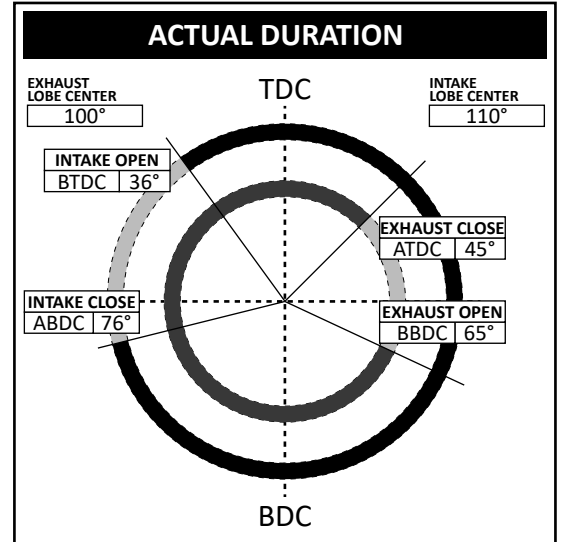 ACTUAL DURATION
EXHAUST
LOBE CENTER
100°
TDC
INTAKE
LOBE CENTER
110°
INTAKE OPEN
BTDC 36°
EXHAUST CLOSE
ATDC 45°
INTAKE CLOSE
ABDC 76°
EXHAUST OPEN
BBDC 65°
BDC